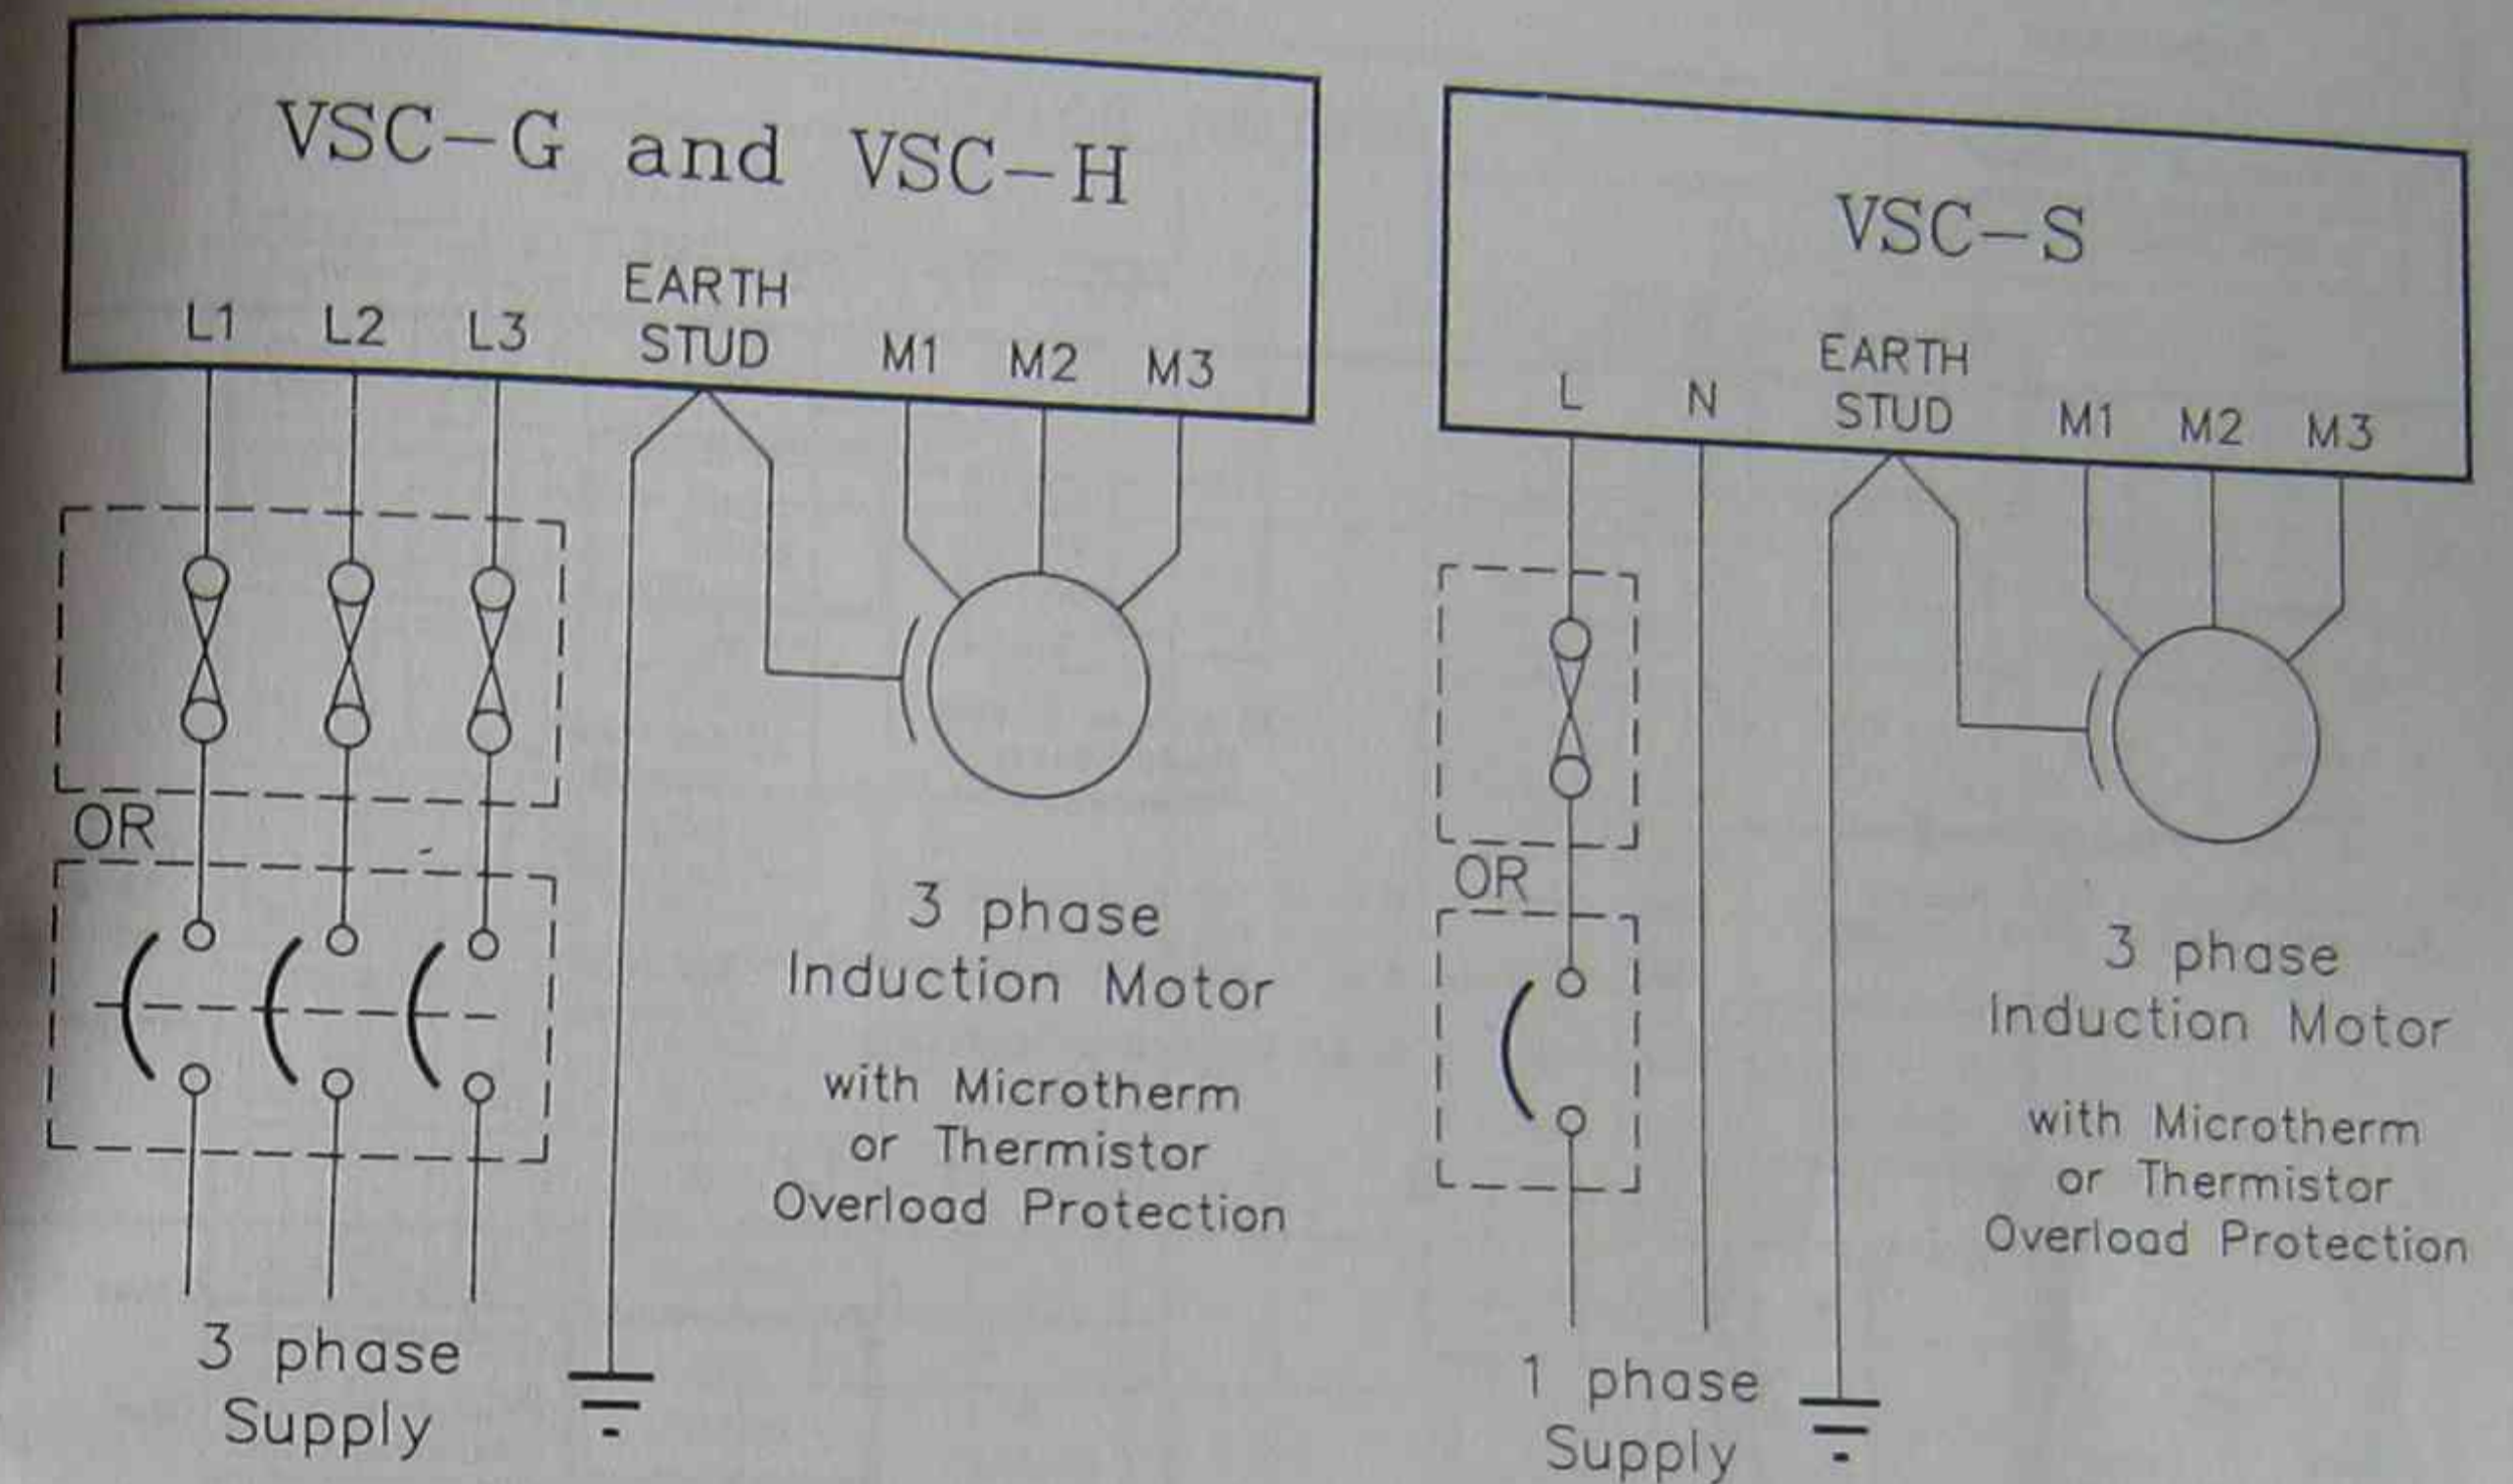 VSC-G and VSC-H
EARTH
STUD
L1 L2 L3 M1 M2 M3
OR
3 phase
Induction Motor
with Microtherm
or Thermistor
Overload Protection
3 phase
Supply
VSC-S
EARTH
STUD
L N M1 M2 M3
OR
3 phase
Induction Motor
with Microtherm
or Thermistor
Overload Protection
1 phase
Supply